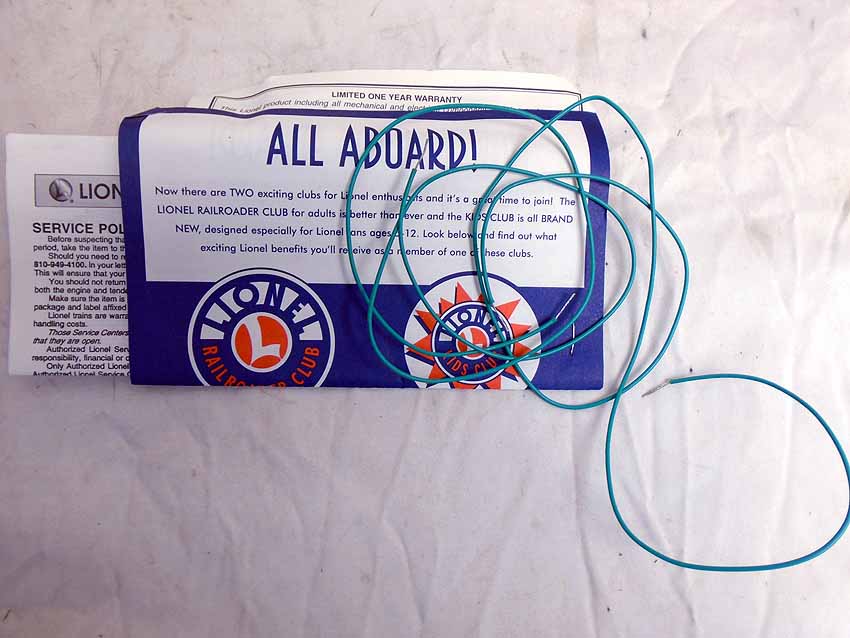 LIMITED ONE YEAR WARRANTY
This Lionel product including all mechanical and elect
ALL ABOARD!
Now there are TWO exciting clubs for Lionel enthusiasts and it's a great time to join! The
LIONEL RAILROADER CLUB for adults is better than ever and the KIDS CLUB is all BRAND
NEW, designed especially for Lionel fans ages -12. Look below and find out what
exciting Lionel benefits you'll receive as a member of one of these clubs.
LIONEL
L
RAILROADER CLUB
LIONEL
L
KIDS CLUB
L
LION
SERVICE POL
Before suspecting tha
period, take the item to th
Should you need to re
810-949-4100. In your lett
This will ensure that your
You should not return
both the engine and tende
Make sure the item is
package and label affixed
Lionel trains are warra
handling costs.
Those Service Centers
that they are open.
Authorized Lionel Serv
responsibility, financial or o
Only Authorized Lionel
Authorized Lionel Service C